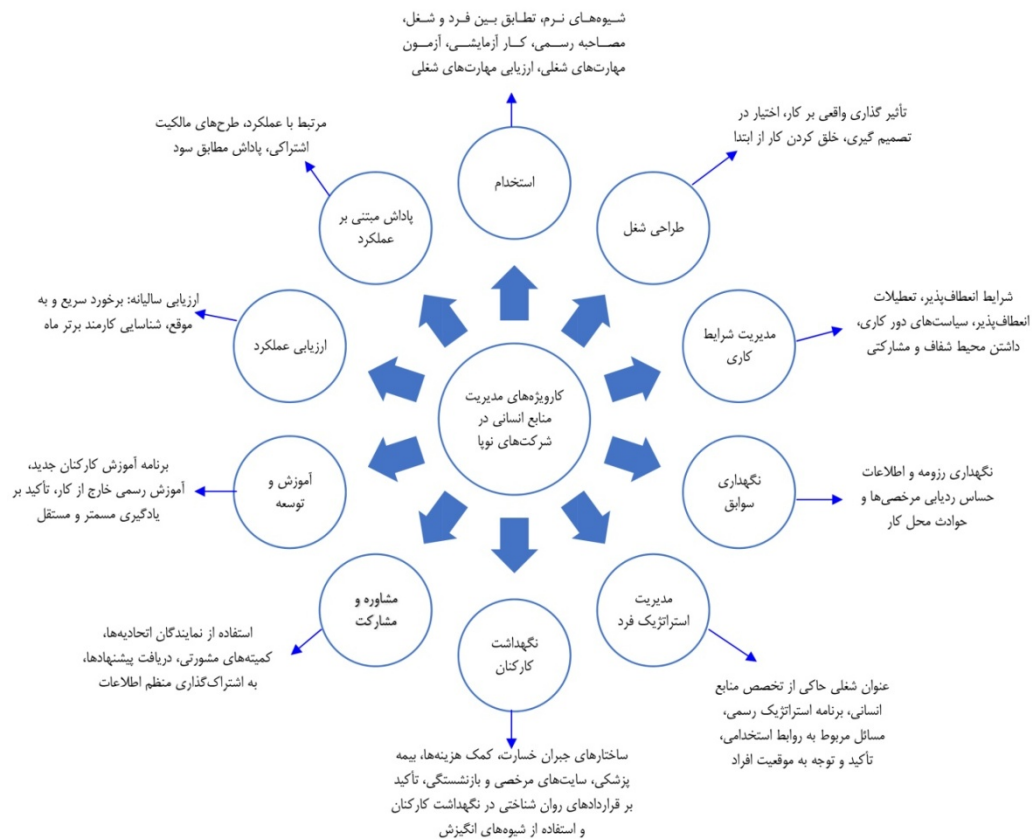 شیوه‌های نرم، تطابق بین فرد و شغل،
مصاحبه رسمی، کار آزمایشی، آزمون
مهارت‌های شغلی، ارزیابی مهارت‌های شغلی
استخدام
تأثیر گذاری واقعی بر کار، اختیار در
تصمیم گیری، خلق کردن کار از ابتدا
طراحی شغل
شرایط انعطاف‌پذیر، تعطیلات
انعطاف‌پذیر، سیاست‌های دور کاری،
داشتن محیط شفاف و مشارکتی
مدیریت شرایط
کاری
نگهداری رزومه و اطلاعات
حساس ردیابی مرخصی‌ها و
حوادث محل کار
نگهداری
سوابق
مدیریت
استراتژیک فرد
عنوان شغلی حاکی از تخصص منابع
انسانی، برنامه استراتژیک رسمی،
مسائل مربوط به روابط استخدامی،
تأکید و توجه به موقعیت افراد
نگهداشت
کارکنان
ساختارهای جبران خسارت، کمک هزینه‌ها، بیمه
پزشکی، سایت‌های مرخصی و بازنشستگی، تأکید
بر قراردادهای روان شناختی در نگهداشت کارکنان
و استفاده از شیوه‌های انگیزش
مشاوره و
مشارکت
استفاده از نمایندگان اتحادیه‌ها،
کمیته‌های مشورتی، دریافت پیشنهادها،
به اشتراک‌گذاری منظم اطلاعات
آموزش و
توسعه
برنامه آموزش کارکنان جدید،
آموزش رسمی خارج از کار، تأکید بر
یادگیری مسمتر و مستقل
ارزیابی عملکرد
ارزیابی سالیانه: برخورد سریع و به
موقع، شناسایی کارمند برتر ماه
پاداش مبتنی بر
عملکرد
مرتبط با عملکرد، طرح‌های مالکیت
اشتراکی، پاداش مطابق سود
کارویژه‌های مدیریت
منابع انسانی در
شرکت‌های نوپا